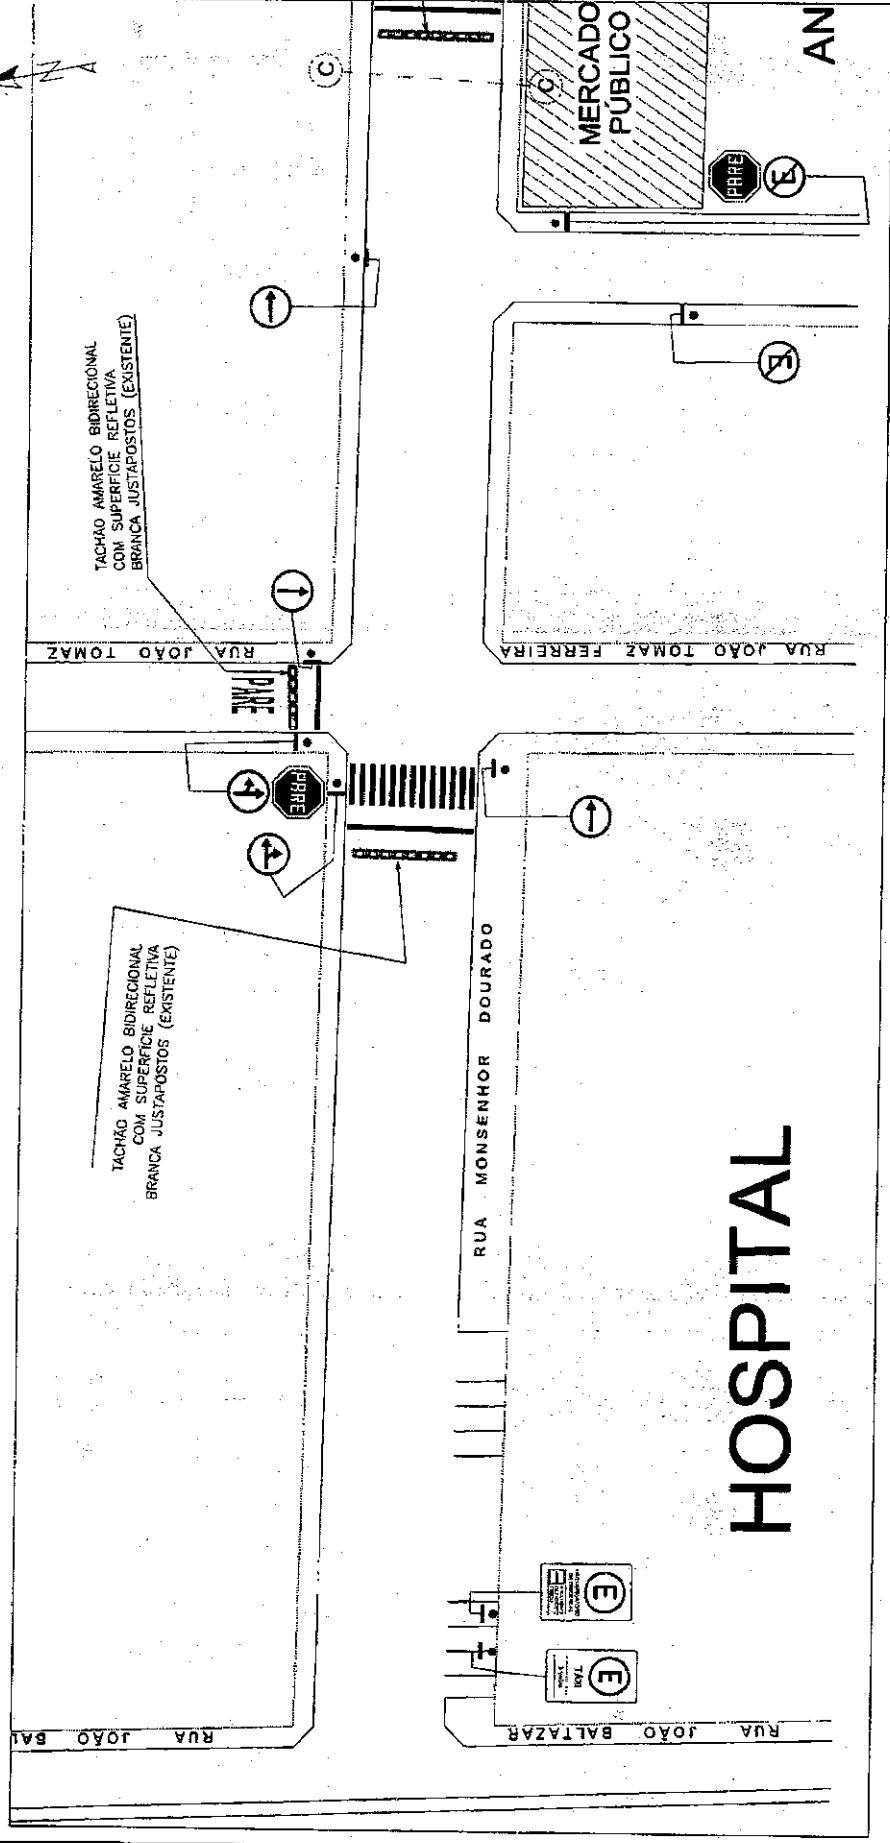 N
C
C
MERCADO
PÚBLICO
AN
PARE
E
E
TACHÃO AMARELO BIDIRECIONAL
COM SUPERFÍCIE REFLETIVA
BRANCA JUSTAPOSTOS (EXISTENTE)
RUA JOÃO TOMAZ
RUA JOÃO TOMAZ FERREIRA
PARE
PARE
TACHÃO AMARELO BIDIRECIONAL
COM SUPERFÍCIE REFLETIVA
BRANCA JUSTAPOSTOS (EXISTENTE)
RUA MONSENHOR DOURADO
HOSPITAL
E
E
TÁXI
RUA JOÃO BAL
RUA JOÃO BALTAZAR